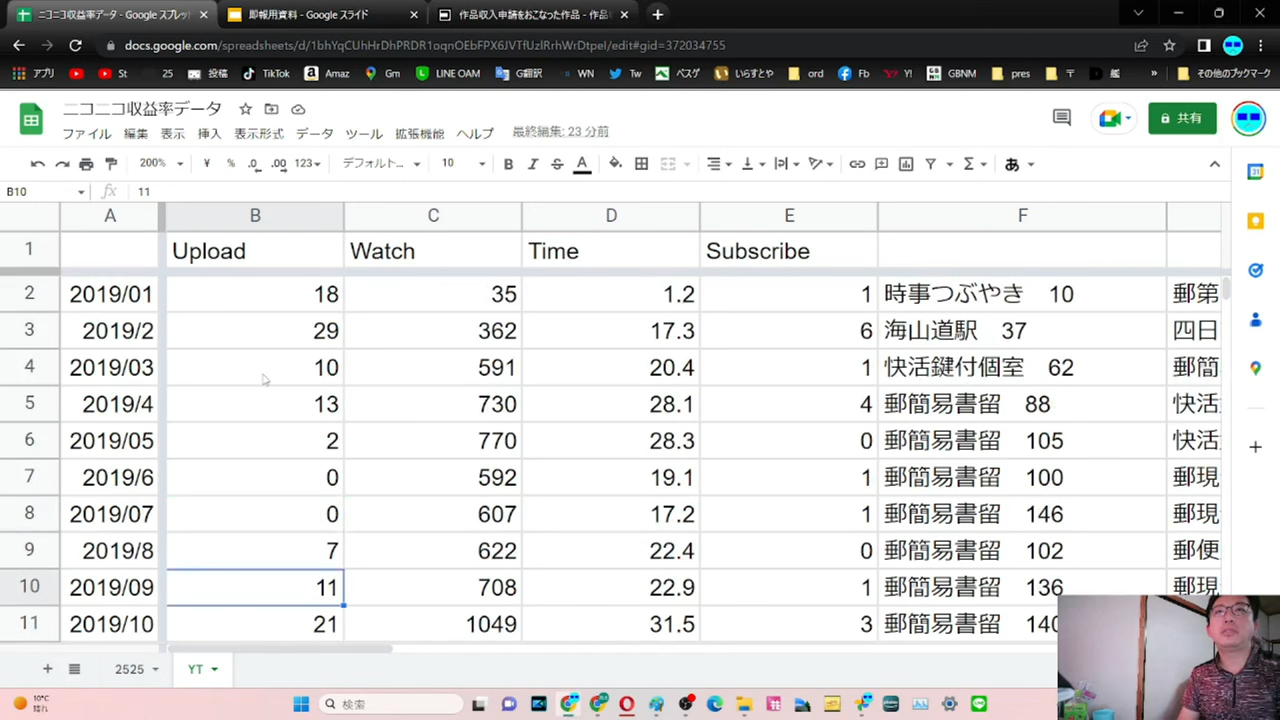 ニコニコ収益率データ - Google スプレッ
即報用資料 - Google スライド
作品収入申請をおこなった作品 - 作品
docs.google.com/spreadsheets/d/1bhYqCUhHrDhPRDR1oqnOEbFPX6JVTfUzlRrhWrDtpeI/edit#gid=372034755
アプリ St 25 投稿 TikTok Amaz Gm LINE OAM G翻訳 WN Tw ベスゲ いらすとや ord Fb Y! GBNM pres 〒 艦 » その他のブックマーク
ニコニコ収益率データ
ファイル 編集 表示 挿入 表示形式 データ ツール 拡張機能 ヘルプ 最終編集: 23 分前
共有
200% ¥ % .0 .00 123 デフォルト... 10 B I S A Σ あ
B10 fx 11
A B C D E F
1 Upload Watch Time Subscribe
2 2019/01 18 35 1.2 1 時事つぶやき 10 郵第
3 2019/2 29 362 17.3 6 海山道駅 37 四日
4 2019/03 10 591 20.4 1 快活鍵付個室 62 郵簡
5 2019/4 13 730 28.1 4 郵簡易書留 88 快活
6 2019/05 2 770 28.3 0 郵簡易書留 105 快活
7 2019/6 0 592 19.1 1 郵簡易書留 100 郵現
8 2019/07 0 607 17.2 1 郵簡易書留 146 郵現
9 2019/8 7 622 22.4 0 郵簡易書留 102 郵便
10 2019/09 11 708 22.9 1 郵簡易書留 136 郵現
11 2019/10 21 1049 31.5 3 郵簡易書留 140
2525 YT
10°C
晴れ
検索